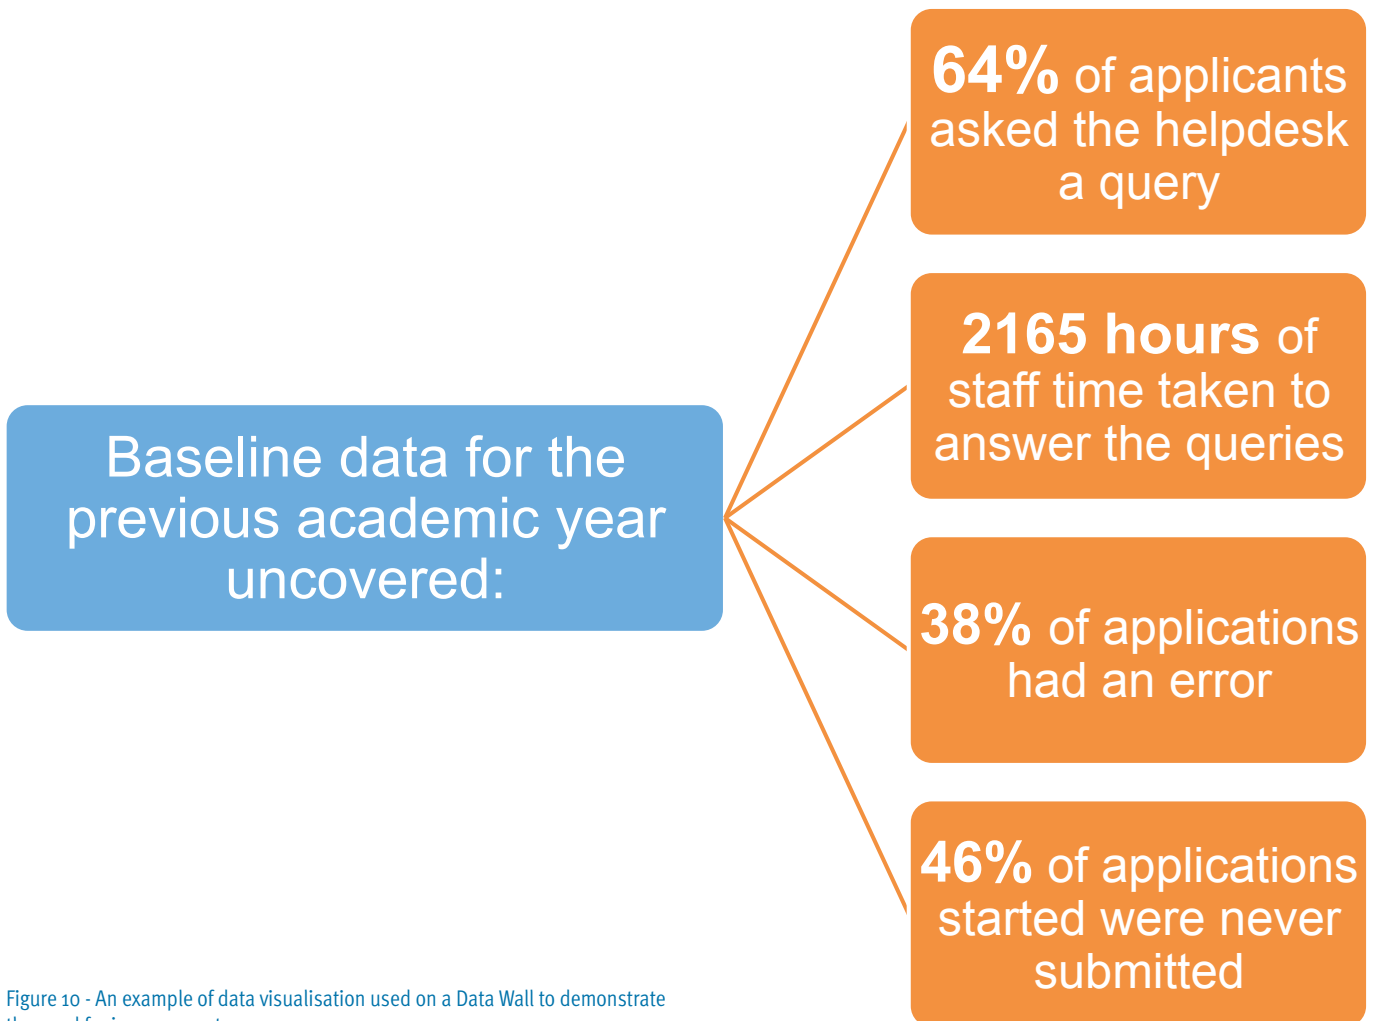 64% of applicants
asked the helpdesk
a query
2165 hours of
staff time taken to
answer the queries
Baseline data for the
previous academic year
uncovered:
38% of applications
had an error
46% of applications
started were never
submitted
Figure 10 - An example of data visualisation used on a Data Wall to demonstrate